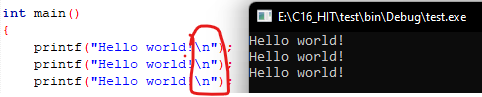 int main()
{
printf("Hello world!\n");
printf("Hello world!\n");
printf("Hello world!\n");
E:\C16_HIT\test\bin\Debug\test.exe
Hello world!
Hello world!
Hello world!